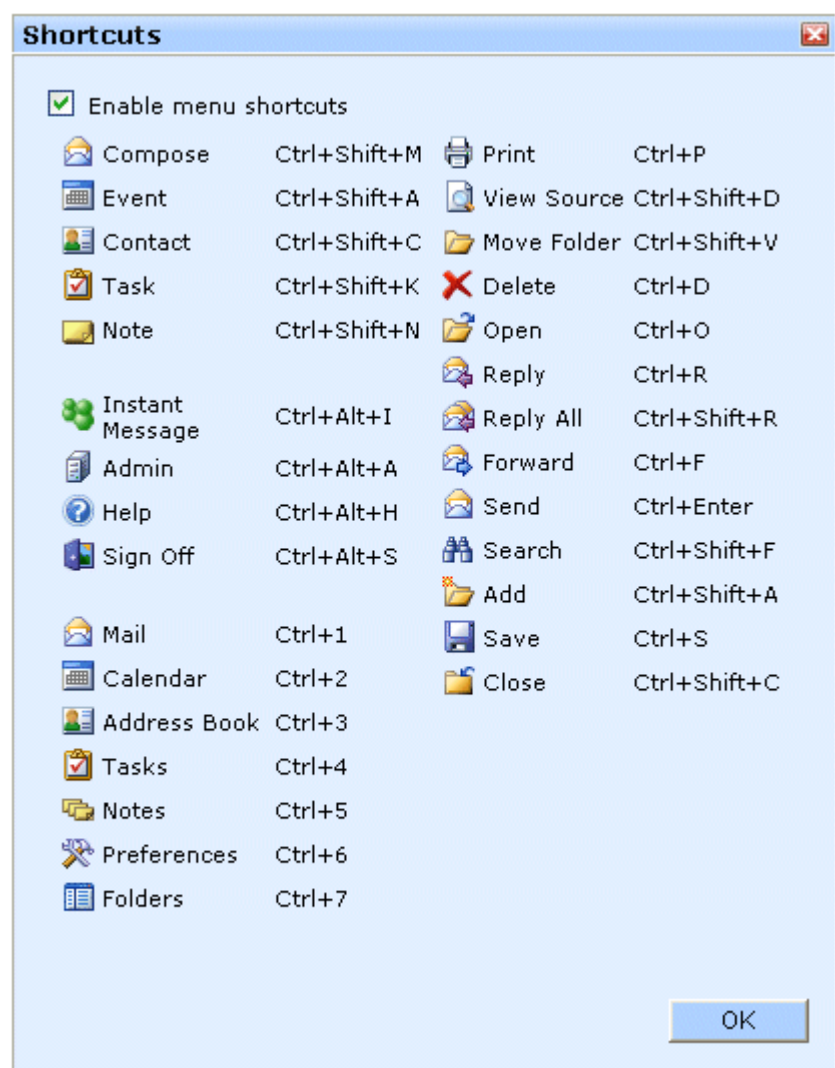 Shortcuts
Enable menu shortcuts
Compose Ctrl+Shift+M
Event Ctrl+Shift+A
Contact Ctrl+Shift+C
Task Ctrl+Shift+K
Note Ctrl+Shift+N
Instant
Message Ctrl+Alt+I
Admin Ctrl+Alt+A
Help Ctrl+Alt+H
Sign Off Ctrl+Alt+S
Mail Ctrl+1
Calendar Ctrl+2
Address Book Ctrl+3
Tasks Ctrl+4
Notes Ctrl+5
Preferences Ctrl+6
Folders Ctrl+7
Print Ctrl+P
View Source Ctrl+Shift+D
Move Folder Ctrl+Shift+V
Delete Ctrl+D
Open Ctrl+O
Reply Ctrl+R
Reply All Ctrl+Shift+R
Forward Ctrl+F
Send Ctrl+Enter
Search Ctrl+Shift+F
Add Ctrl+Shift+A
Save Ctrl+S
Close Ctrl+Shift+C
OK